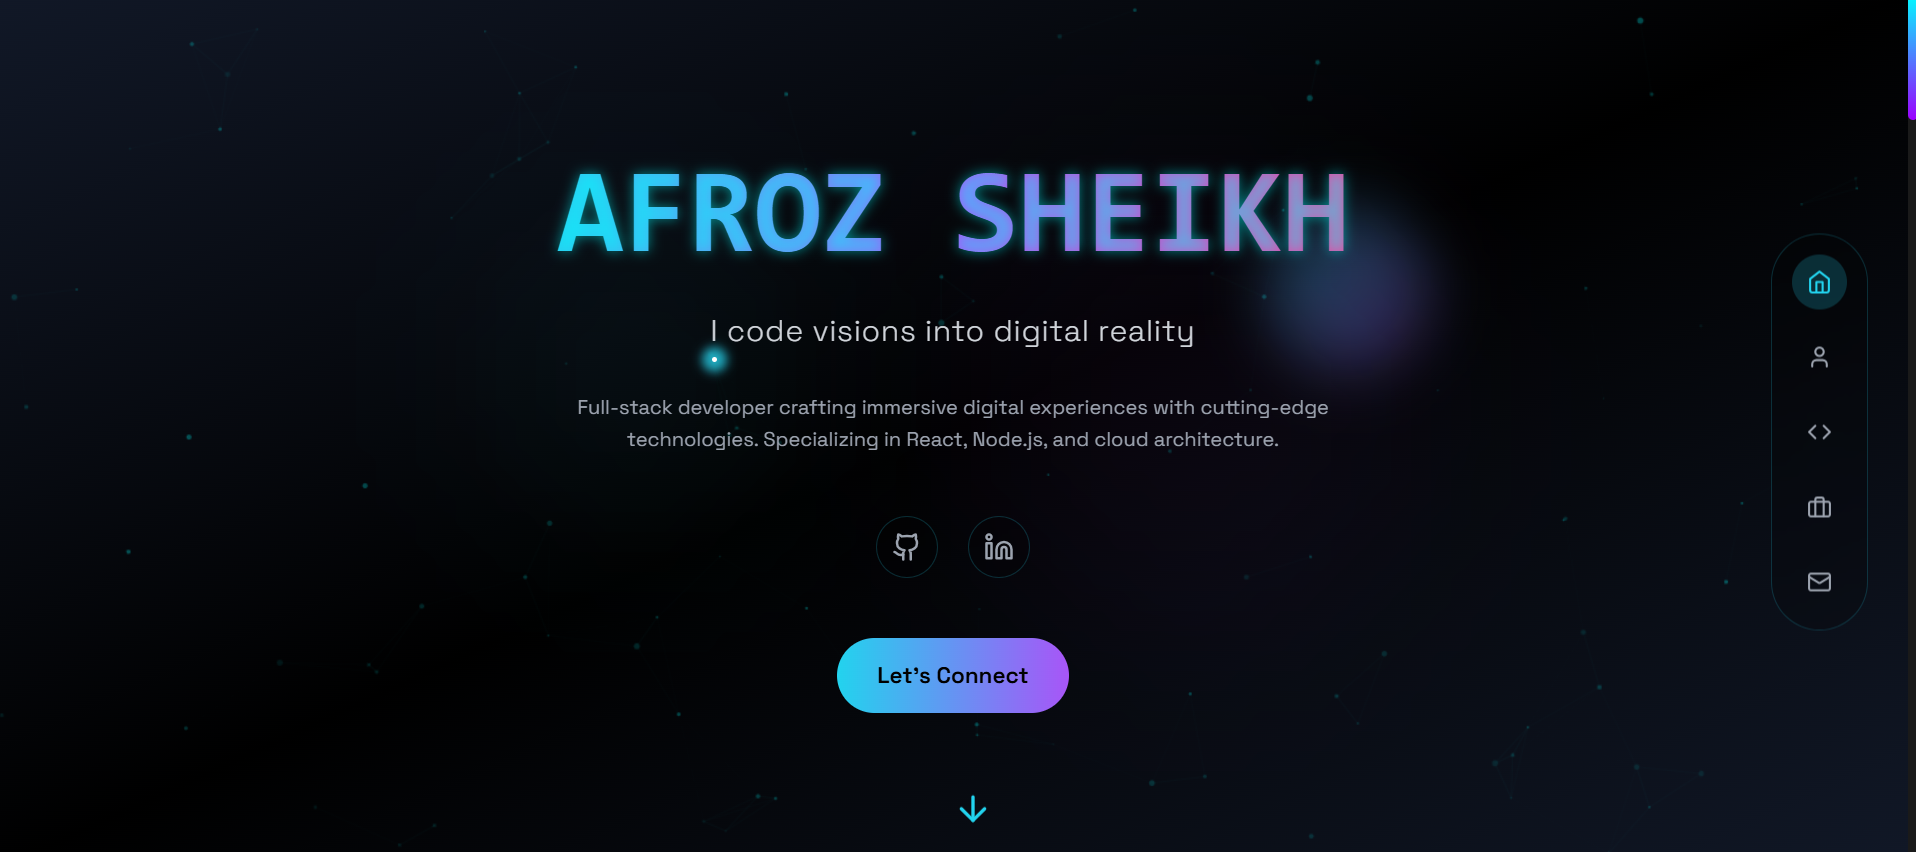 AFROZ SHEIKH
I code visions into digital reality
Full-stack developer crafting immersive digital experiences with cutting-edge
technologies. Specializing in React, Node.js, and cloud architecture.
Let's Connect